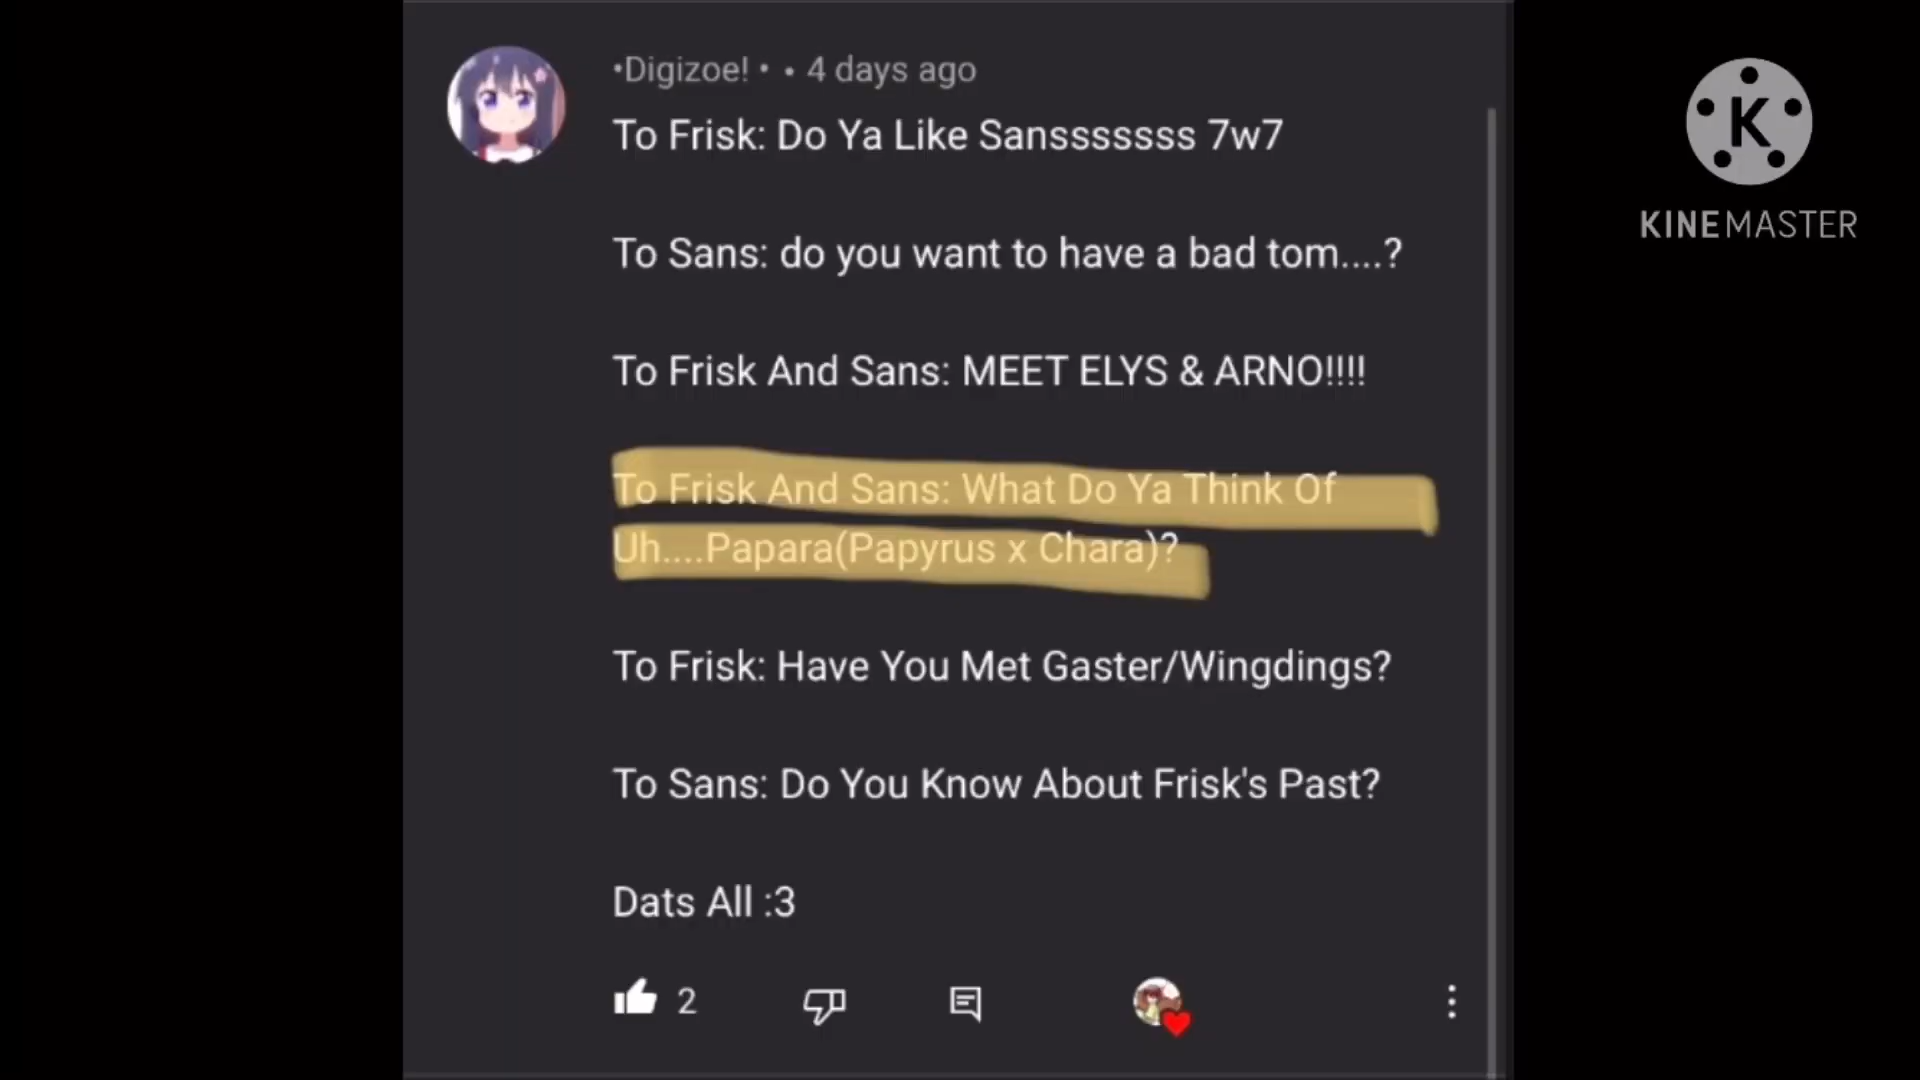 •Digizoe! • • 4 days ago
To Frisk: Do Ya Like Sansssssss 7w7
To Sans: do you want to have a bad tom....?
To Frisk And Sans: MEET ELYS & ARNO!!!!
To Frisk And Sans: What Do Ya Think Of
Uh....Papara(Papyrus x Chara)?
To Frisk: Have You Met Gaster/Wingdings?
To Sans: Do You Know About Frisk's Past?
Dats All :3
2
K
KINEMASTER